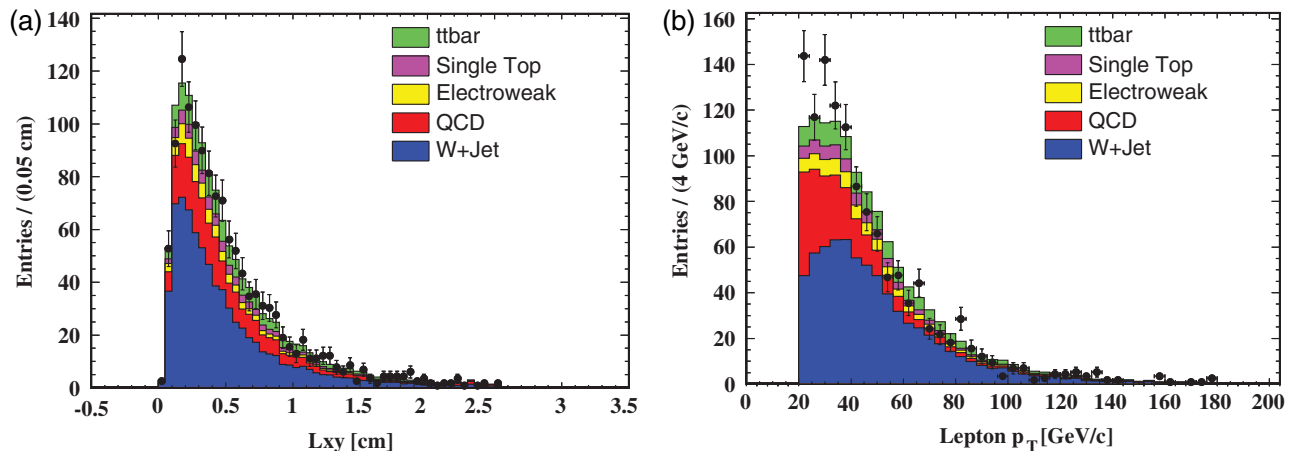 (a)
140
120
100
80
60
40
20
0
Entries / (0.05 cm)
ttbar
Single Top
Electroweak
QCD
W+Jet
-0.5 0 0.5 1 1.5 2 2.5 3 3.5
Lxy [cm]
(b)
160
140
120
100
80
60
40
20
0
Entries / (4 GeV/c)
ttbar
Single Top
Electroweak
QCD
W+Jet
0 20 40 60 80 100 120 140 160 180 200
Lepton p_T [GeV/c]